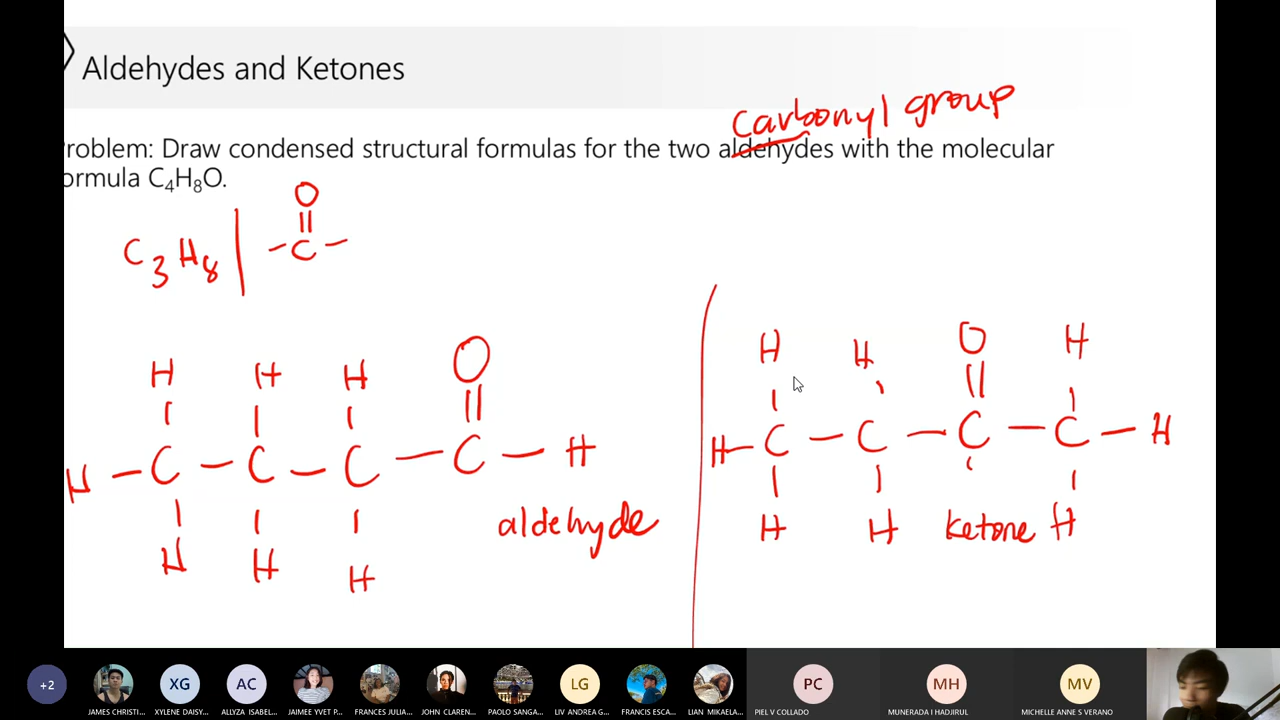 Aldehydes and Ketones
carbonyl group
Problem: Draw condensed structural formulas for the two aldehydes with the molecular
formula C₄H₈O.
O
C₃H₈ | -C-
H H H O
H - C - C - C - C - H
H H H
aldehyde
H H O H
H - C - C - C - C - H
H H ketone H
+2 XG AC LG PC MH MV
JAMES CHRISTI... XYLENE DAISY... ALLYZA ISABEL... JAIMEE YVET P... FRANCES JULIA... JOHN CLAREN... PAOLO SANGA... LIV ANDREA G... FRANCIS ESCA... LIAN MIKAELA... PIEL V COLLADO MUNERADA I HADJIRUL MICHELLE ANNE S VERANO